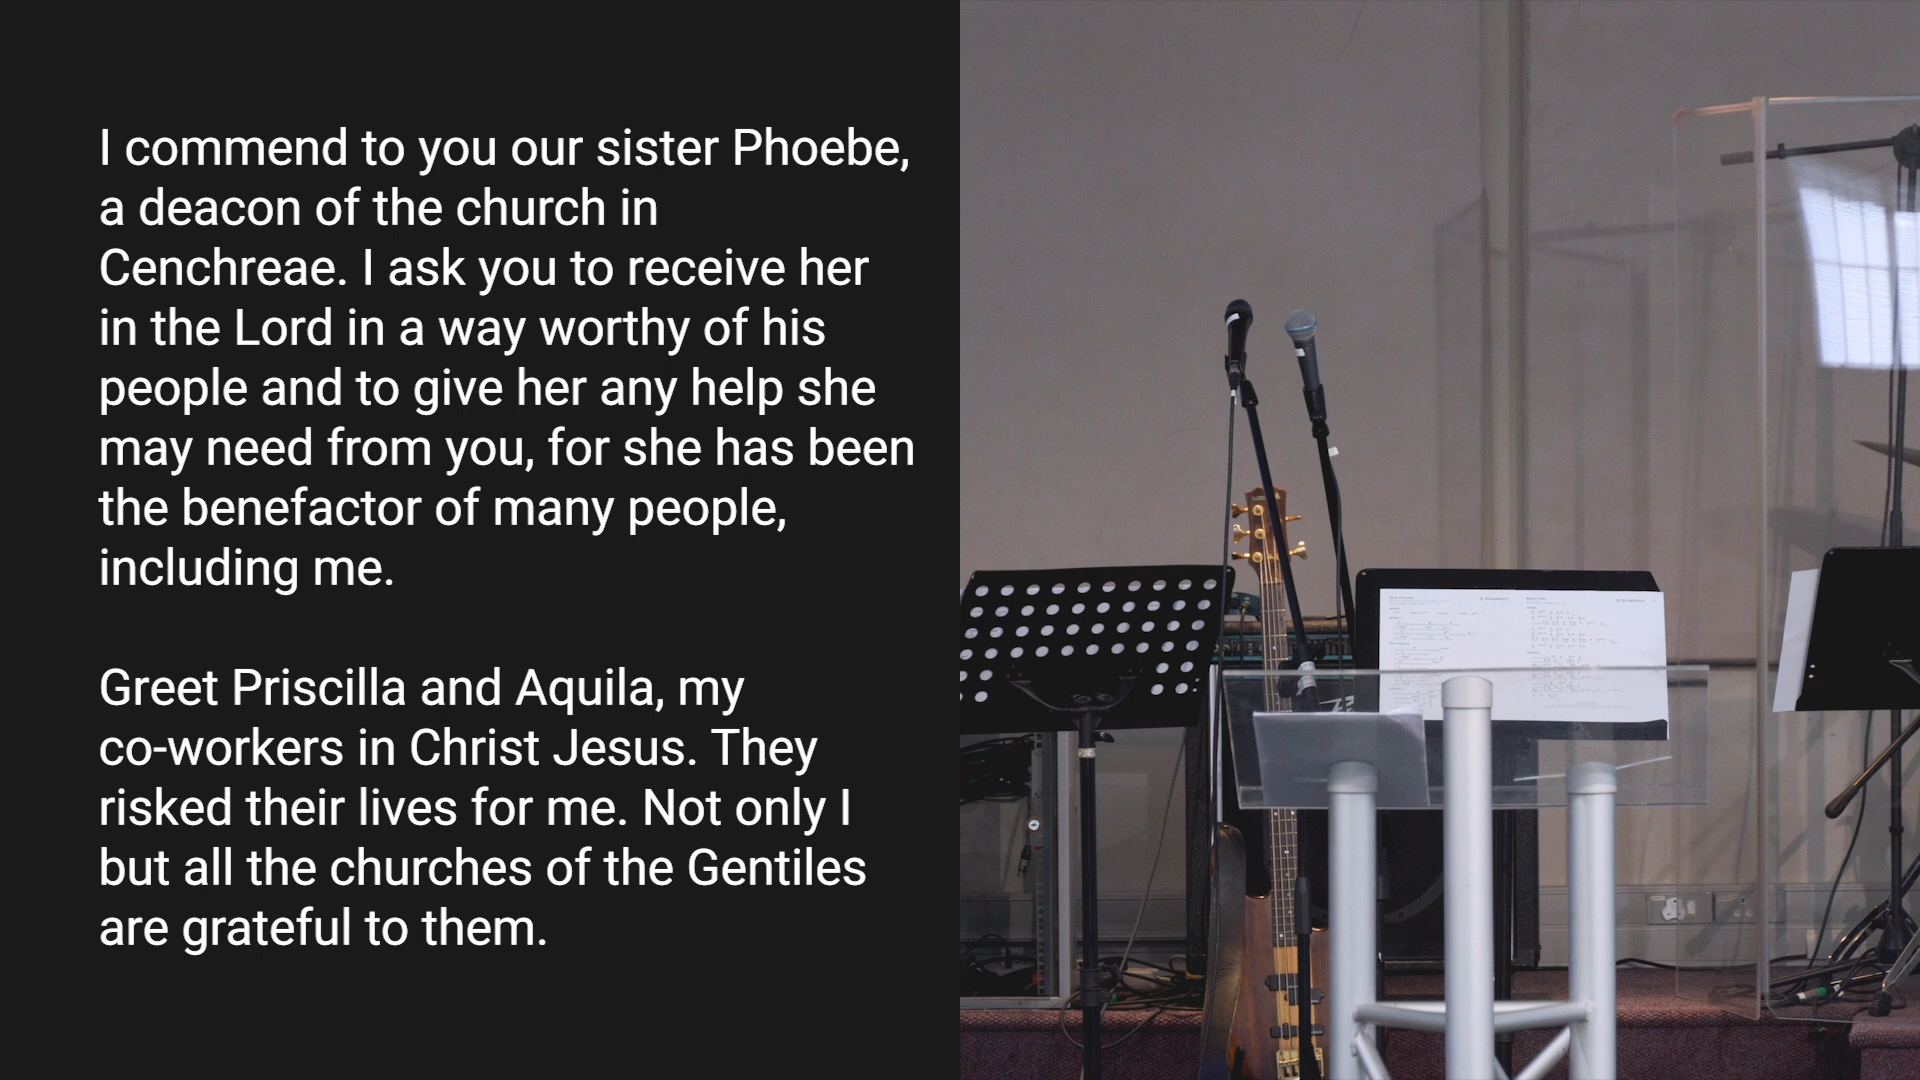 I commend to you our sister Phoebe,
a deacon of the church in
Cenchreae. I ask you to receive her
in the Lord in a way worthy of his
people and to give her any help she
may need from you, for she has been
the benefactor of many people,
including me.
Greet Priscilla and Aquila, my
co-workers in Christ Jesus. They
risked their lives for me. Not only I
but all the churches of the Gentiles
are grateful to them.